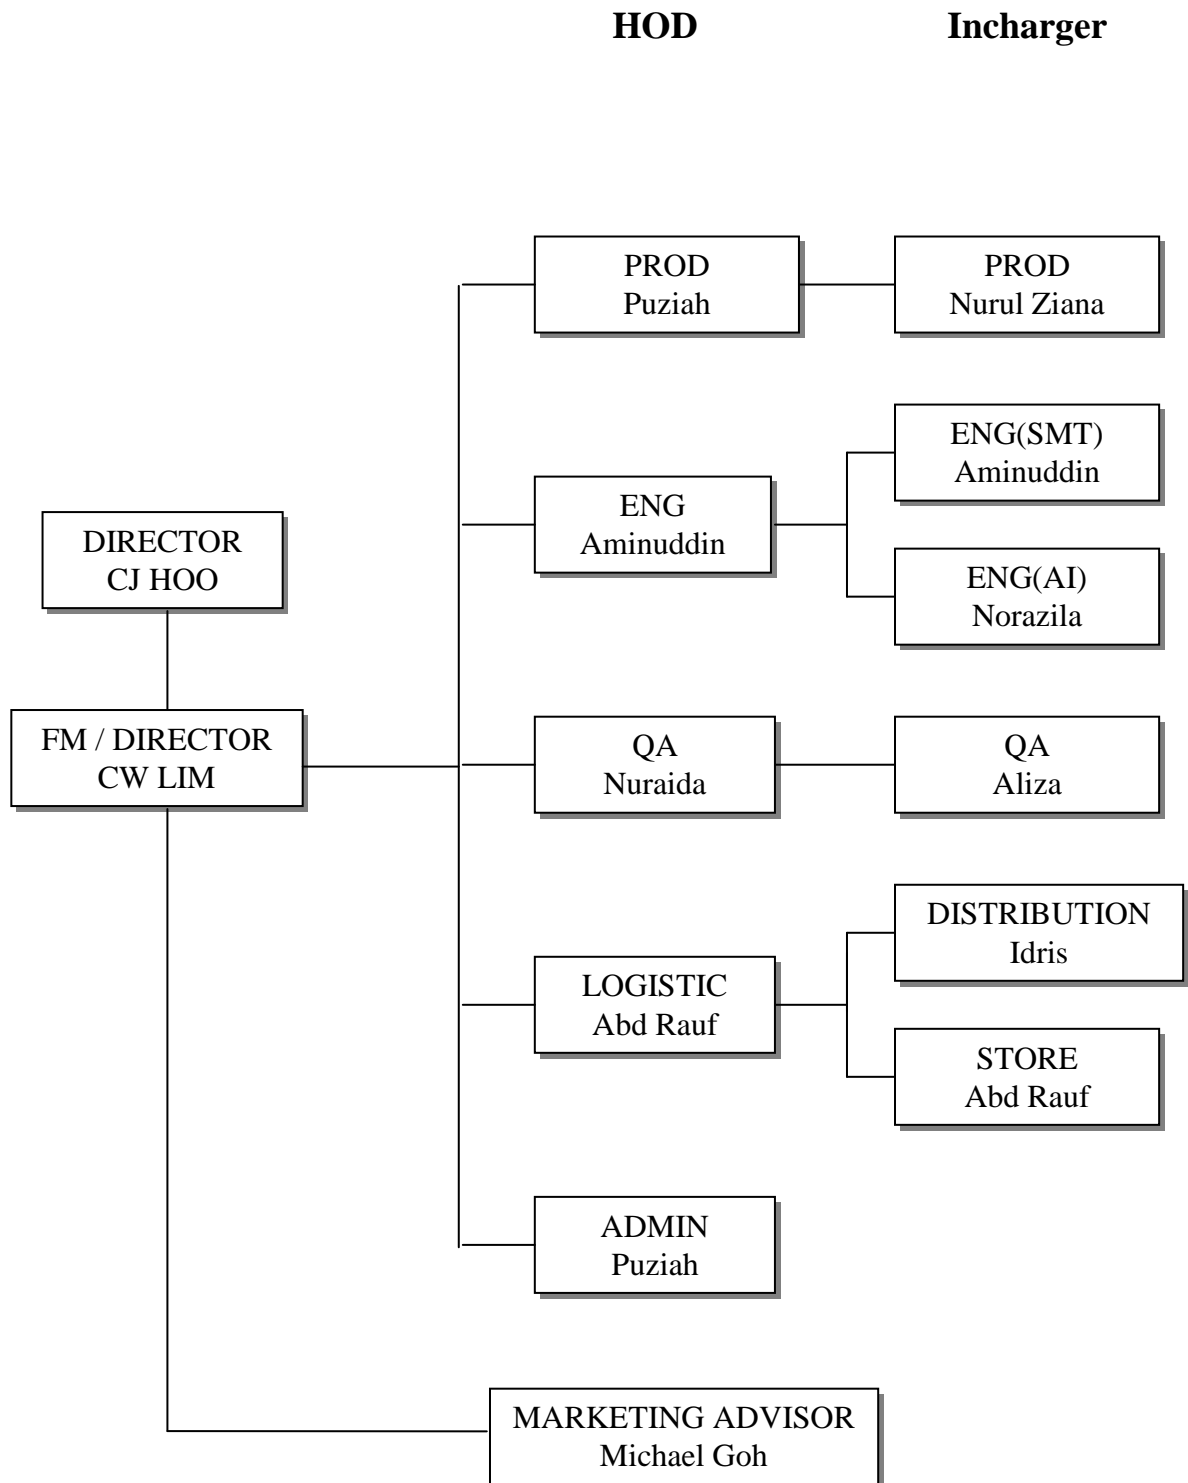 HOD
Incharger
PROD
Puziah
PROD
Nurul Ziana
ENG(SMT)
Aminuddin
ENG
Aminuddin
DIRECTOR
CJ HOO
ENG(AI)
Norazila
FM / DIRECTOR
CW LIM
QA
Nuraida
QA
Aliza
DISTRIBUTION
Idris
LOGISTIC
Abd Rauf
STORE
Abd Rauf
ADMIN
Puziah
MARKETING ADVISOR
Michael Goh